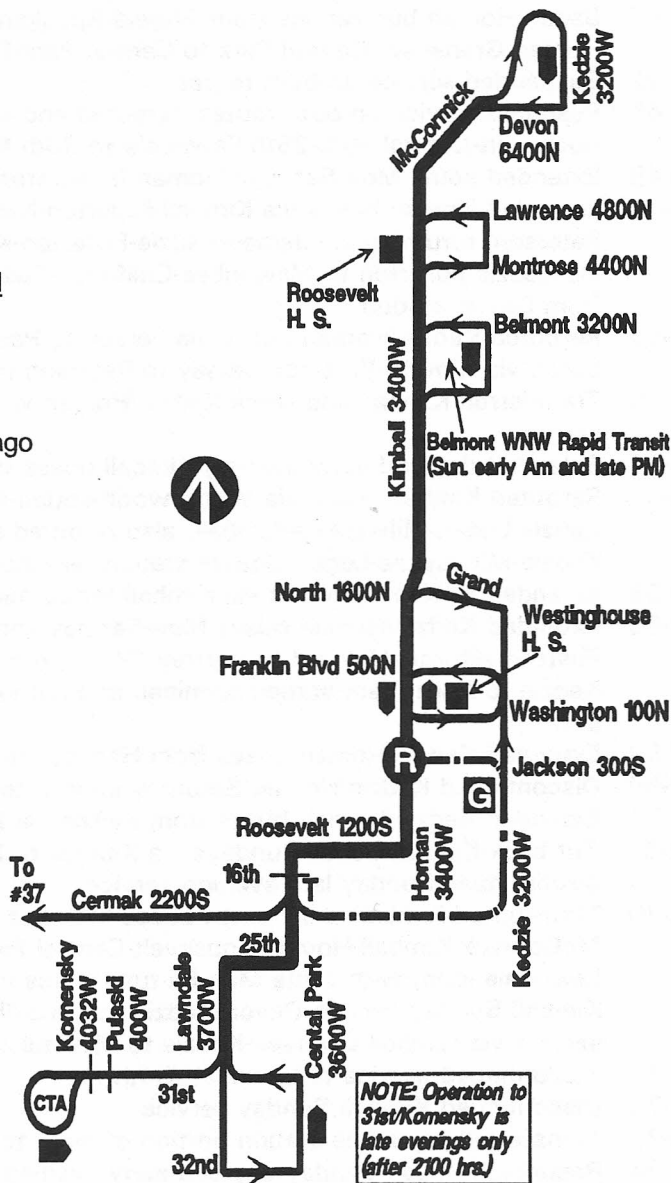 Kedzie
3200W
McCormick
Devon
6400N
Lawrence 4800N
Roosevelt
H. S.
Montrose 4400N
Belmont 3200N
Kimball 3400W
Belmont WNW Rapid Transit
(Sun. early Am and late PM)
ago
North 1600N
Grand
Westinghouse
H. S.
Franklin Blvd 500N
Washington 100N
R
Jackson 300S
G
Roosevelt 1200S
Homan
3400W
Kedzie 3200W
To
#37
16th
T
Cermak 2200S
25th
Komensky
4032W
Pulaski
400W
Lawndale
3700W
Cental Park
3600W
CTA
31st
32nd
NOTE: Operation to
31st/Komensky is
late evenings only
(after 2100 hrs.)